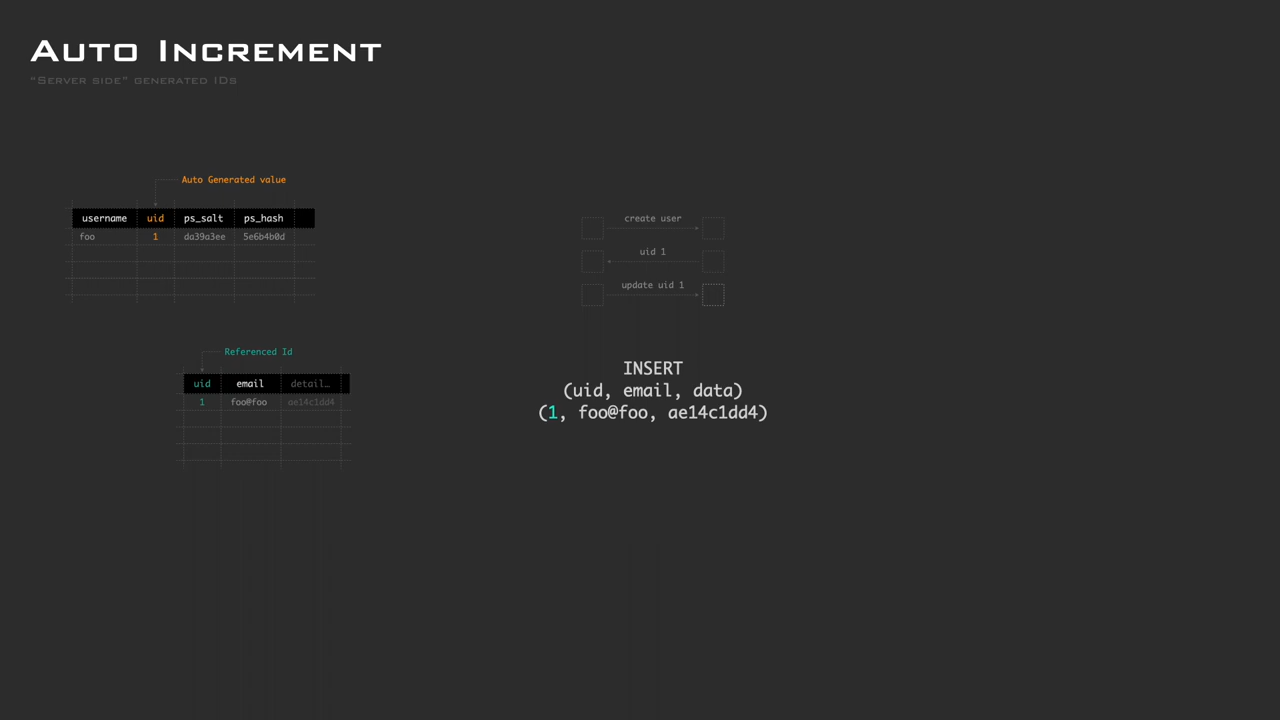 Auto Increment
"Server side" generated IDs
Auto Generated value
username uid ps_salt ps_hash
foo 1 da39a3ee 5e6b4b0d
Referenced Id
uid email detail…
1 foo@foo ae14c1dd4
create user
uid 1
update uid 1
INSERT
(uid, email, data)
(1, foo@foo, ae14c1dd4)